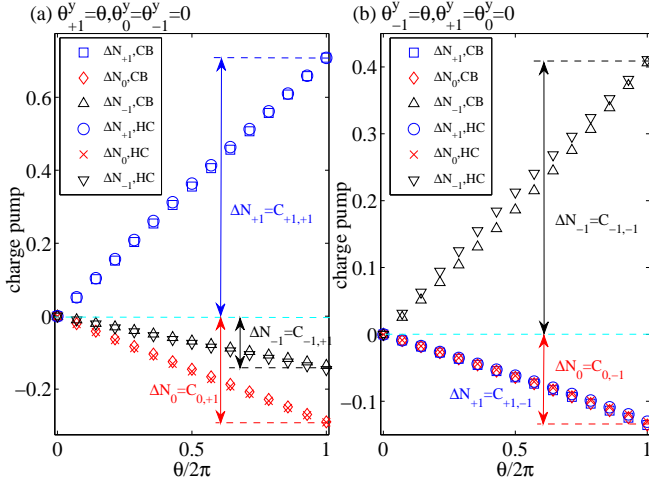 (a) θ^y_{+1}=θ,θ^y_0=θ^y_{-1}=0
charge pump
0.6
0.4
0.2
0
−0.2
ΔN_{+1},CB
ΔN_0,CB
ΔN_{-1},CB
ΔN_{+1},HC
ΔN_0,HC
ΔN_{-1},HC
ΔN_{+1}=C_{+1,+1}
ΔN_{-1}=C_{-1,+1}
ΔN_0=C_{0,+1}
0
0.5
1
θ/2π
(b) θ^y_{-1}=θ,θ^y_{+1}=θ^y_0=0
charge pump
0.4
0.3
0.2
0.1
0
−0.1
ΔN_{+1},CB
ΔN_0,CB
ΔN_{-1},CB
ΔN_{+1},HC
ΔN_0,HC
ΔN_{-1},HC
ΔN_{-1}=C_{-1,-1}
ΔN_0=C_{0,-1}
ΔN_{+1}=C_{+1,-1}
0
0.5
1
θ/2π